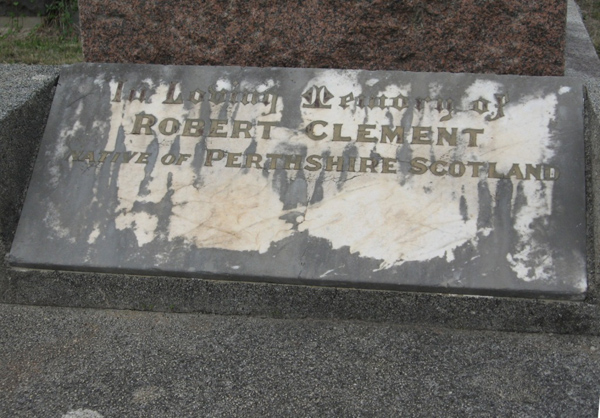 In Loving Memory of
ROBERT CLEMENT
NATIVE OF PERTHSHIRE SCOTLAND